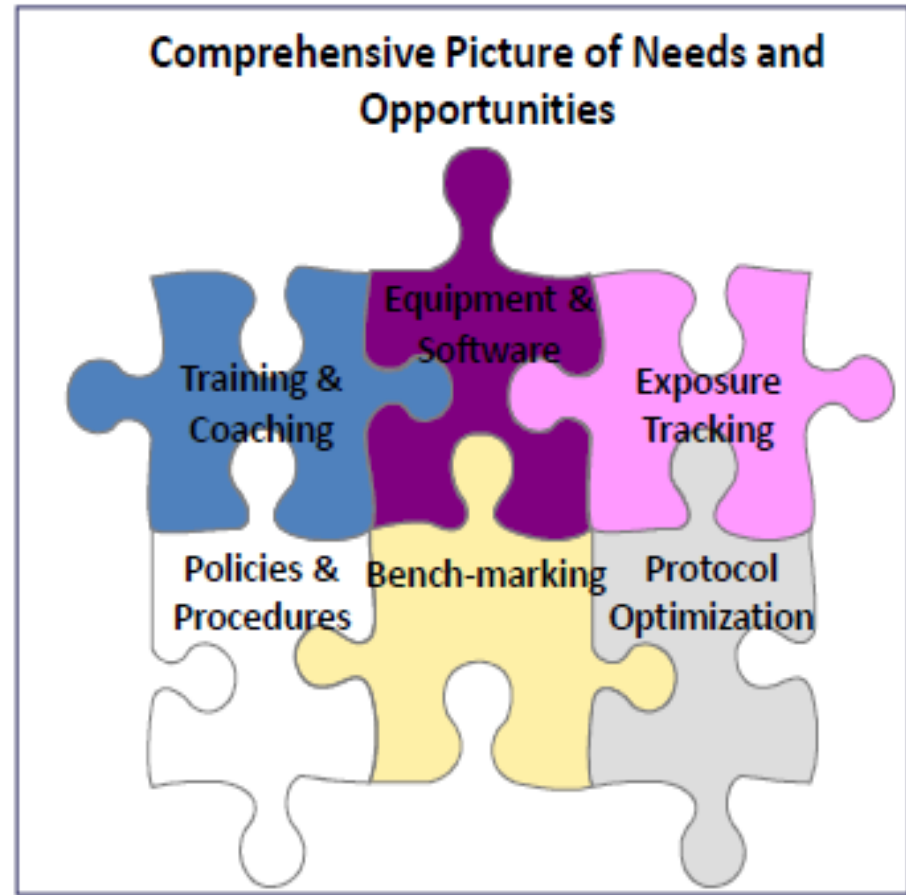 Comprehensive Picture of Needs and
Opportunities
Training &
Coaching
Equipment &
Software
Exposure
Tracking
Policies &
Procedures
Bench-marking
Protocol
Optimization